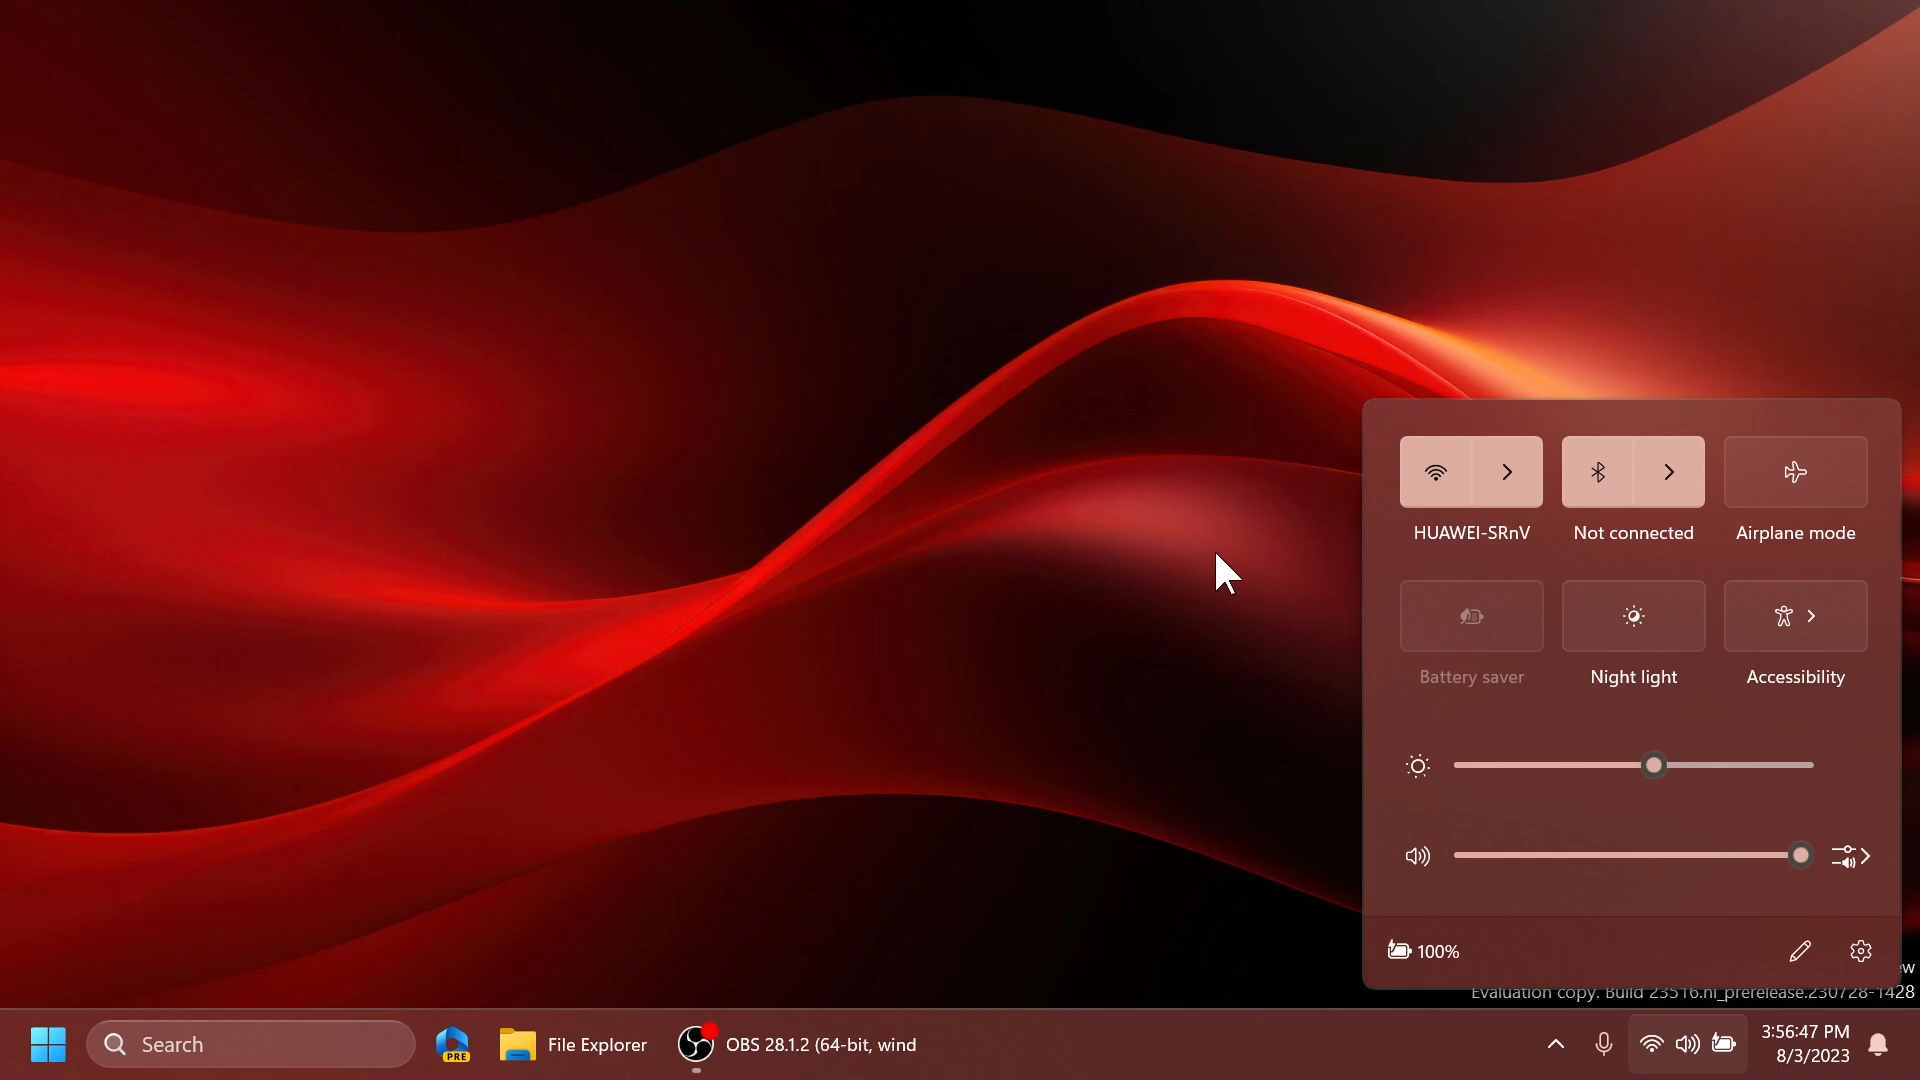 HUAWEI-SRnV
Not connected
Airplane mode
Battery saver
Night light
Accessibility
100%
Evaluation copy. Build 23516.ni_prerelease.230728-1428
Search
PRE
File Explorer
OBS 28.1.2 (64-bit, wind
3:56:47 PM
8/3/2023